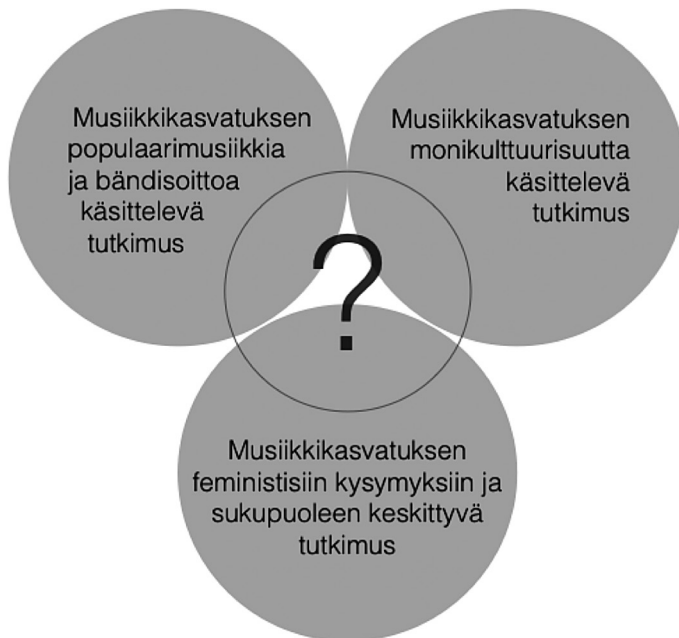 Musiikkikasvatuksen
populaarimusiikkia
ja bändisoittoa
käsittelevä
tutkimus
Musiikkikasvatuksen
monikulttuurisuutta
käsittelevä
tutkimus
?
Musiikkikasvatuksen
feministisiin kysymyksiin ja
sukupuoleen keskittyvä
tutkimus